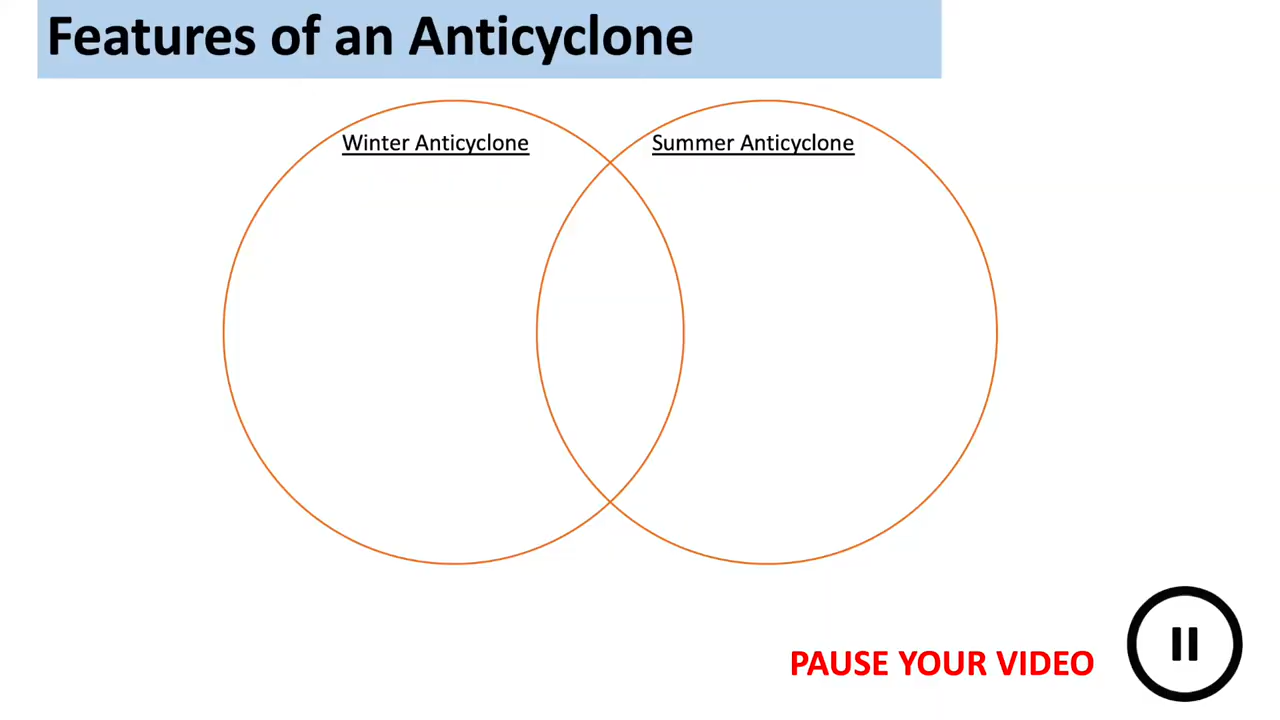 Features of an Anticyclone
Winter Anticyclone
Summer Anticyclone
PAUSE YOUR VIDEO